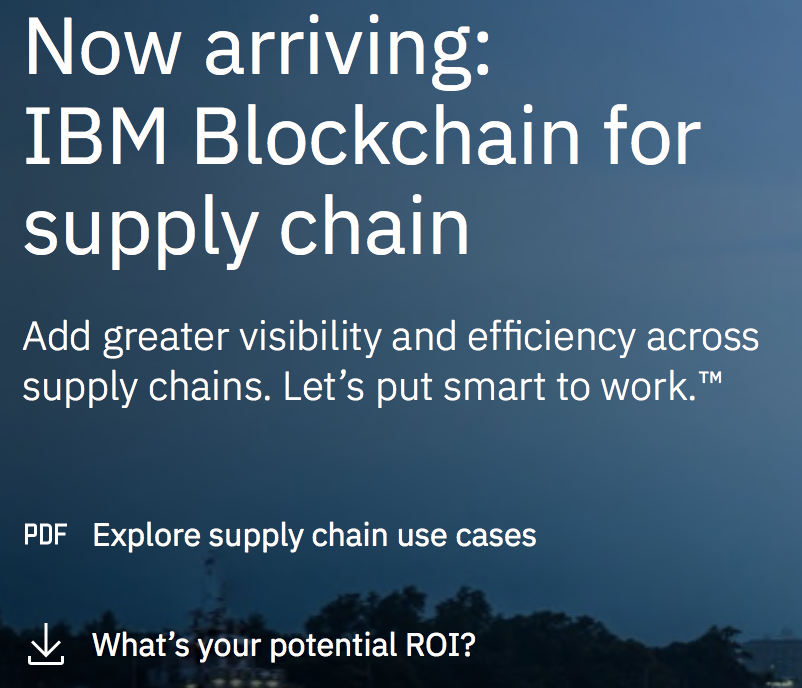 Now arriving:
IBM Blockchain for
supply chain
Add greater visibility and efficiency across
supply chains. Let’s put smart to work.™
PDF Explore supply chain use cases
What’s your potential ROI?